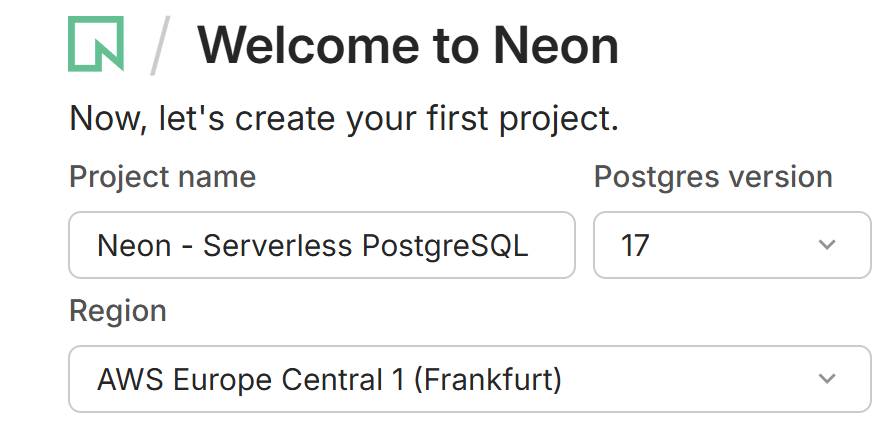 / Welcome to Neon
Now, let's create your first project.
Project name
Postgres version
Neon - Serverless PostgreSQL
17
Region
AWS Europe Central 1 (Frankfurt)